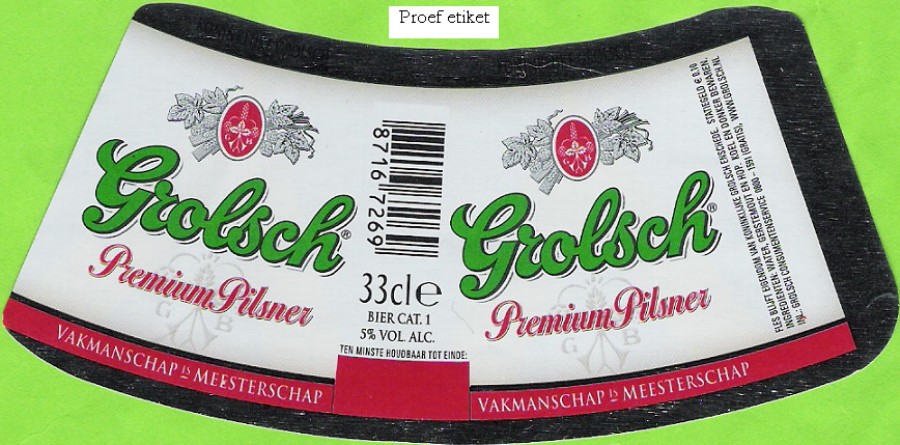 Proef etiket
Grolsch®
Premium Pilsner
G B
VAKMANSCHAP IS MEESTERSCHAP
8716 7269
33cl e
BIER CAT. 1
5% VOL. ALC.
TEN MINSTE HOUDBAAR TOT EINDE:
G H
Grolsch®
Premium Pilsner
G B
VAKMANSCHAP IS MEESTERSCHAP
FLES BLIJFT EIGENDOM VAN KONINKLIJKE GROLSCH ENSCHEDE. STATIEGELD € 0,10
INGREDIENTEN: WATER, GERSTEMOUT EN HOP. KOEL EN DONKER BEWAREN.
INL.: GROLSCH CONSUMENTENSERVICE 0800 - 1591 (GRATIS), WWW.GROLSCH.NL